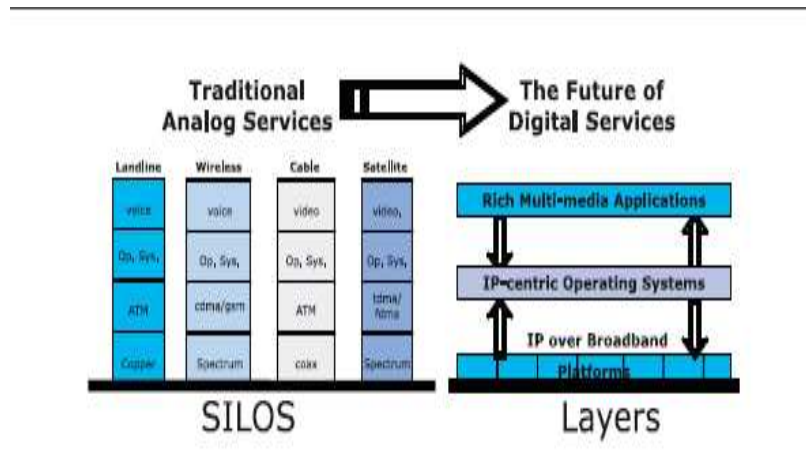 Traditional
Analog Services
The Future of
Digital Services
Landline Wireless Cable Satellite
voice voice video video,
Op, Sys, Op, Sys, Op, Sys, Op, Sys,
ATM cdma/gsm ATM tdma/
fdma
Copper Spectrum coax Spectrum
SILOS
Rich Multi-media Applications
IP-centric Operating Systems
IP over Broadband
Platforms
Layers